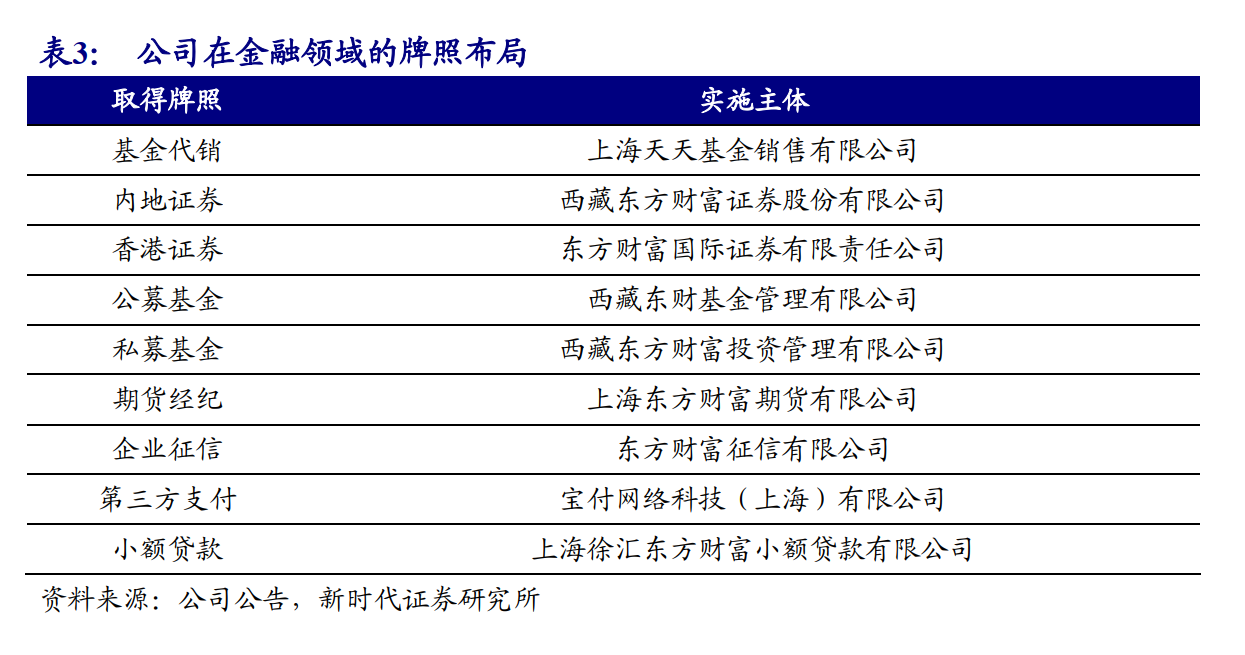 表3： 公司在金融领域的牌照布局
取得牌照 实施主体
基金代销 上海天天基金销售有限公司
内地证券 西藏东方财富证券股份有限公司
香港证券 东方财富国际证券有限责任公司
公募基金 西藏东财基金管理有限公司
私募基金 西藏东方财富投资管理有限公司
期货经纪 上海东方财富期货有限公司
企业征信 东方财富征信有限公司
第三方支付 宝付网络科技（上海）有限公司
小额贷款 上海徐汇东方财富小额贷款有限公司
资料来源：公司公告，新时代证券研究所